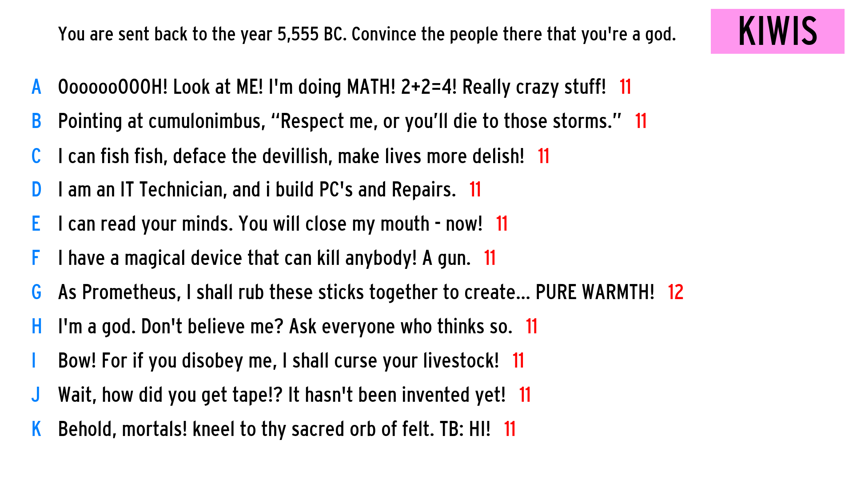 You are sent back to the year 5,555 BC. Convince the people there that you're a god.
KIWIS
A OoooooOOOH! Look at ME! I'm doing MATH! 2+2=4! Really crazy stuff! 11
B Pointing at cumulonimbus, “Respect me, or you’ll die to those storms.” 11
C I can fish fish, deface the devillish, make lives more delish! 11
D I am an IT Technician, and i build PC's and Repairs. 11
E I can read your minds. You will close my mouth - now! 11
F I have a magical device that can kill anybody! A gun. 11
G As Prometheus, I shall rub these sticks together to create... PURE WARMTH! 12
H I'm a god. Don't believe me? Ask everyone who thinks so. 11
I Bow! For if you disobey me, I shall curse your livestock! 11
J Wait, how did you get tape!? It hasn't been invented yet! 11
K Behold, mortals! kneel to thy sacred orb of felt. TB: HI! 11